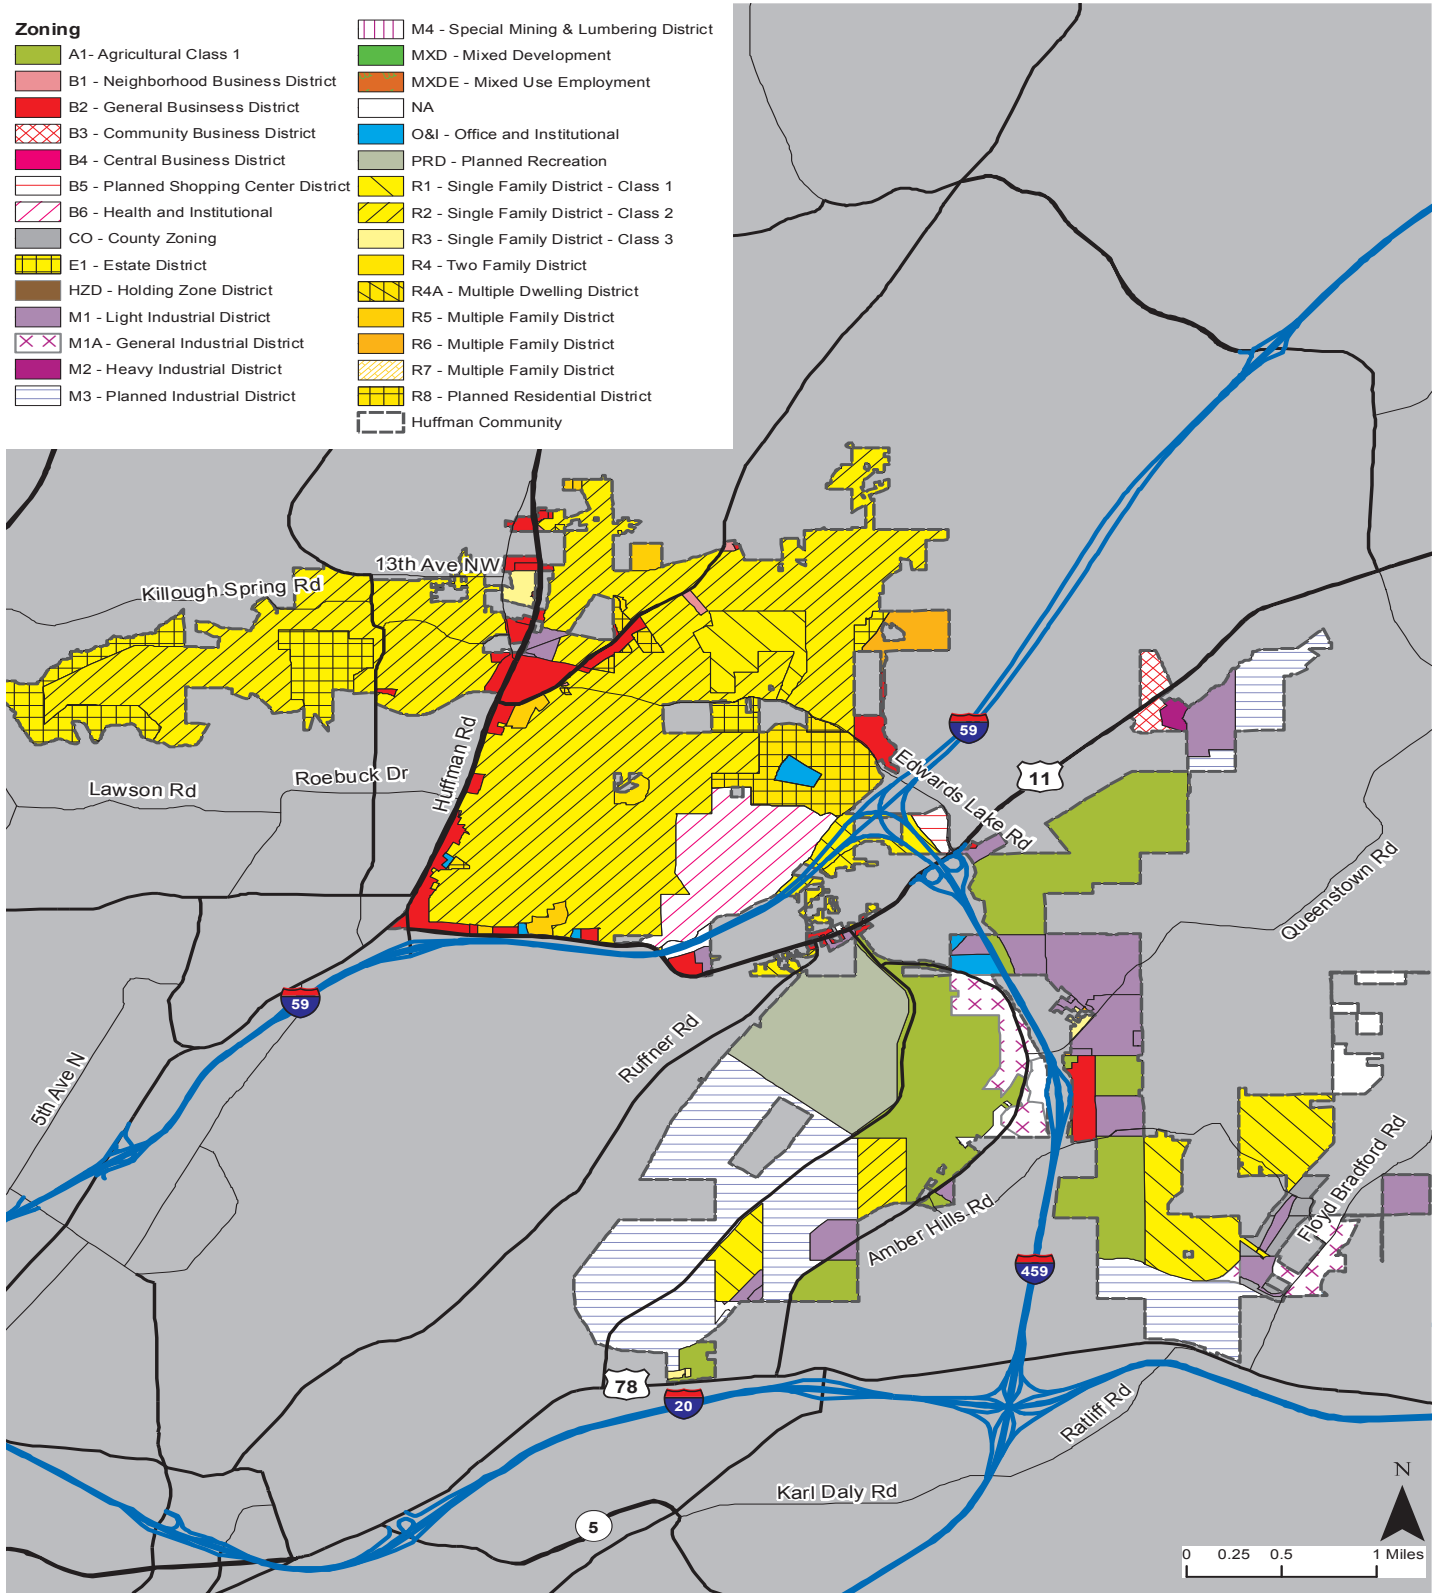 Zoning
A1- Agricultural Class 1
B1 - Neighborhood Business District
B2 - General Businsess District
B3 - Community Business District
B4 - Central Business District
B5 - Planned Shopping Center District
B6 - Health and Institutional
CO - County Zoning
E1 - Estate District
HZD - Holding Zone District
M1 - Light Industrial District
M1A - General Industrial District
M2 - Heavy Industrial District
M3 - Planned Industrial District
M4 - Special Mining & Lumbering District
MXD - Mixed Development
MXDE - Mixed Use Employment
NA
O&I - Office and Institutional
PRD - Planned Recreation
R1 - Single Family District - Class 1
R2 - Single Family District - Class 2
R3 - Single Family District - Class 3
R4 - Two Family District
R4A - Multiple Dwelling District
R5 - Multiple Family District
R6 - Multiple Family District
R7 - Multiple Family District
R8 - Planned Residential District
Huffman Community
13th Ave NW
Killough Spring Rd
Huffman Rd
59
Edwards Lake Rd
11
Roebuck Dr
Lawson Rd
Queenstown Rd
59
Ruffner Rd
5th Ave N
Floyd Bradford Rd
Amber Hills Rd
459
78
20
Ratliff Rd
Karl Daly Rd
5
N
0 0.25 0.5 1 Miles